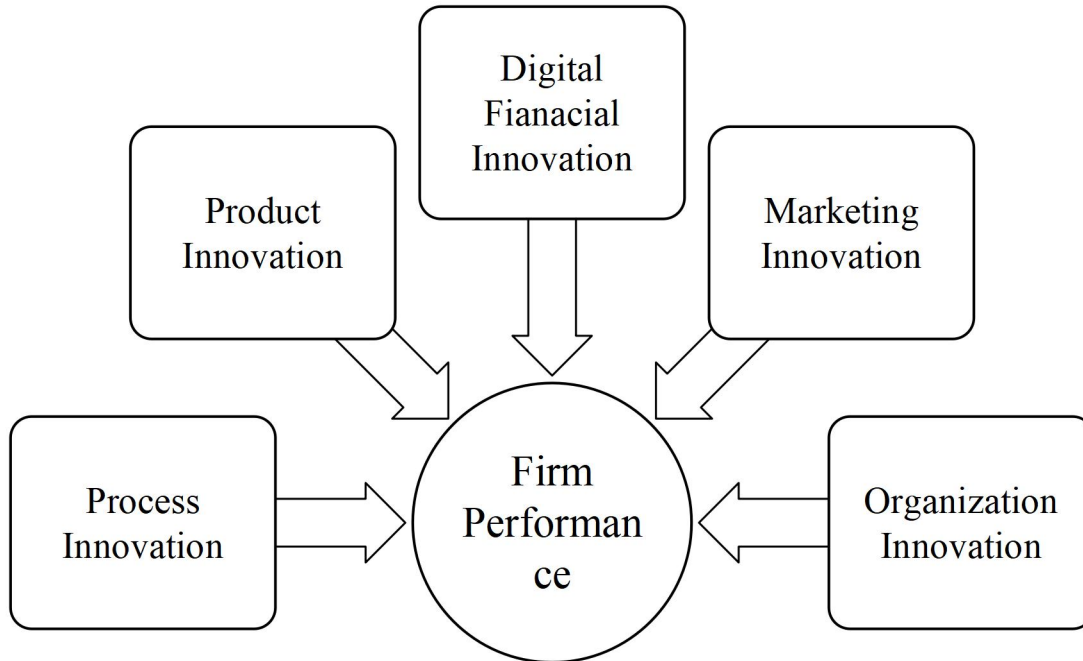 Digital
Fianacial
Innovation
Product
Innovation
Marketing
Innovation
Process
Innovation
Firm
Performan
ce
Organization
Innovation